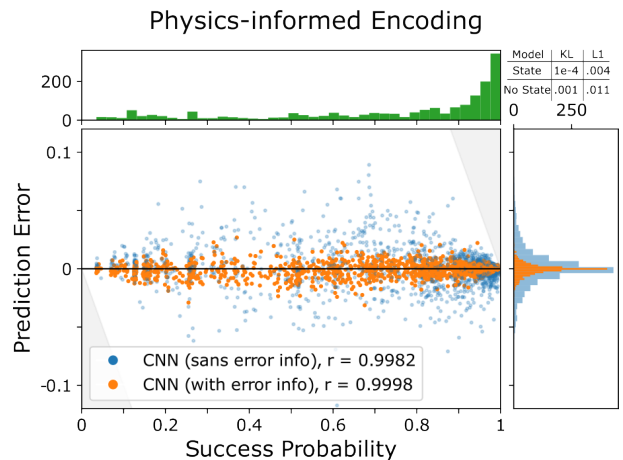 Physics-informed Encoding
Model KL L1
State 1e-4 .004
No State .001 .011
200
0
0 250
0.1
0
-0.1
Prediction Error
CNN (sans error info), r = 0.9982
CNN (with error info), r = 0.9998
0 0.2 0.4 0.6 0.8 1
Success Probability